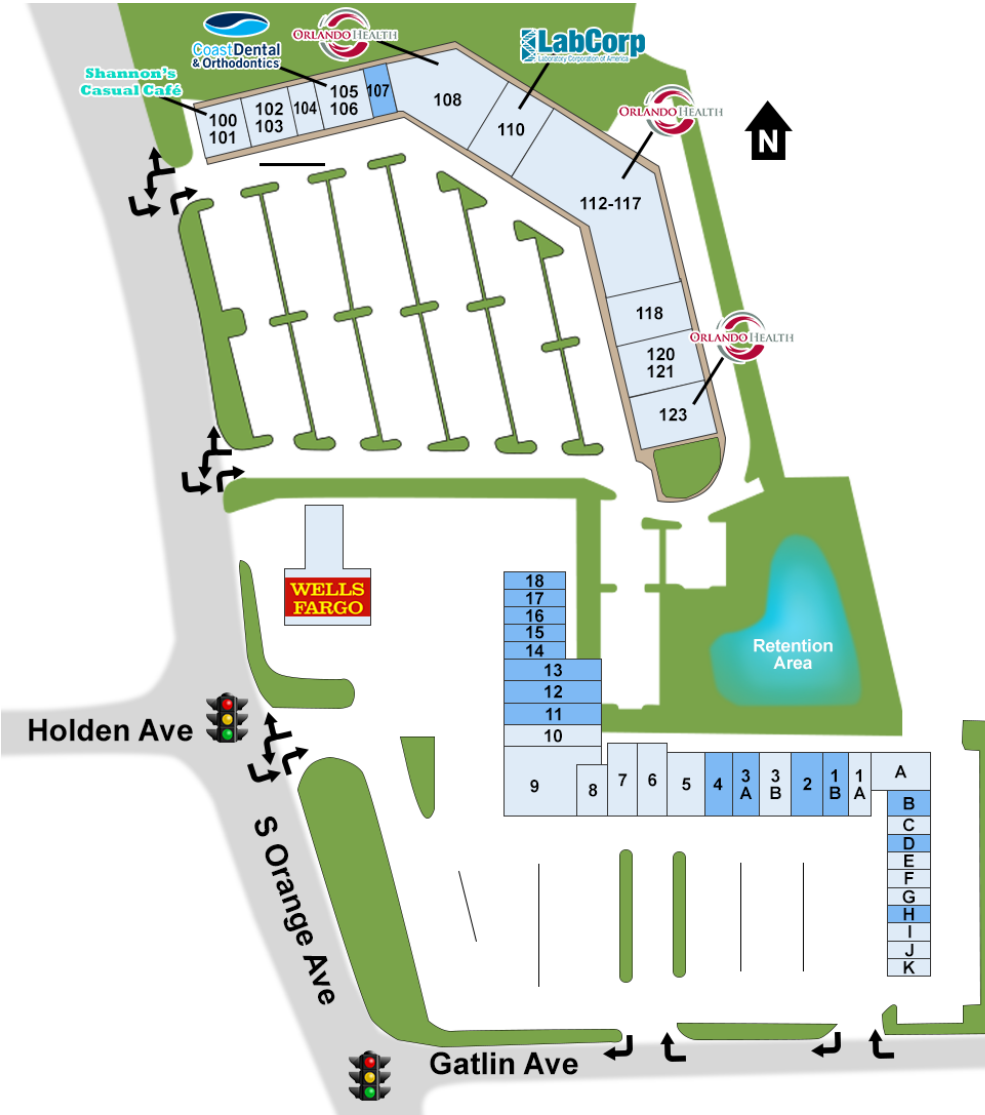 CoastDental
& Orthodontics
ORLANDO HEALTH
LabCorp
Laboratory Corporation of America
Shannon's
Casual Café
100
101
102
103
104
105
106
107
108
110
ORLANDO HEALTH
112-117
N
118
120
121
ORLANDO HEALTH
123
WELLS
FARGO
18
17
16
15
14
13
12
11
10
9
8
7
6
5
4
3
A
3
B
2
1
B
1
A
A
B
C
D
E
F
G
H
I
J
K
Retention
Area
Holden Ave
S Orange Ave
Gatlin Ave